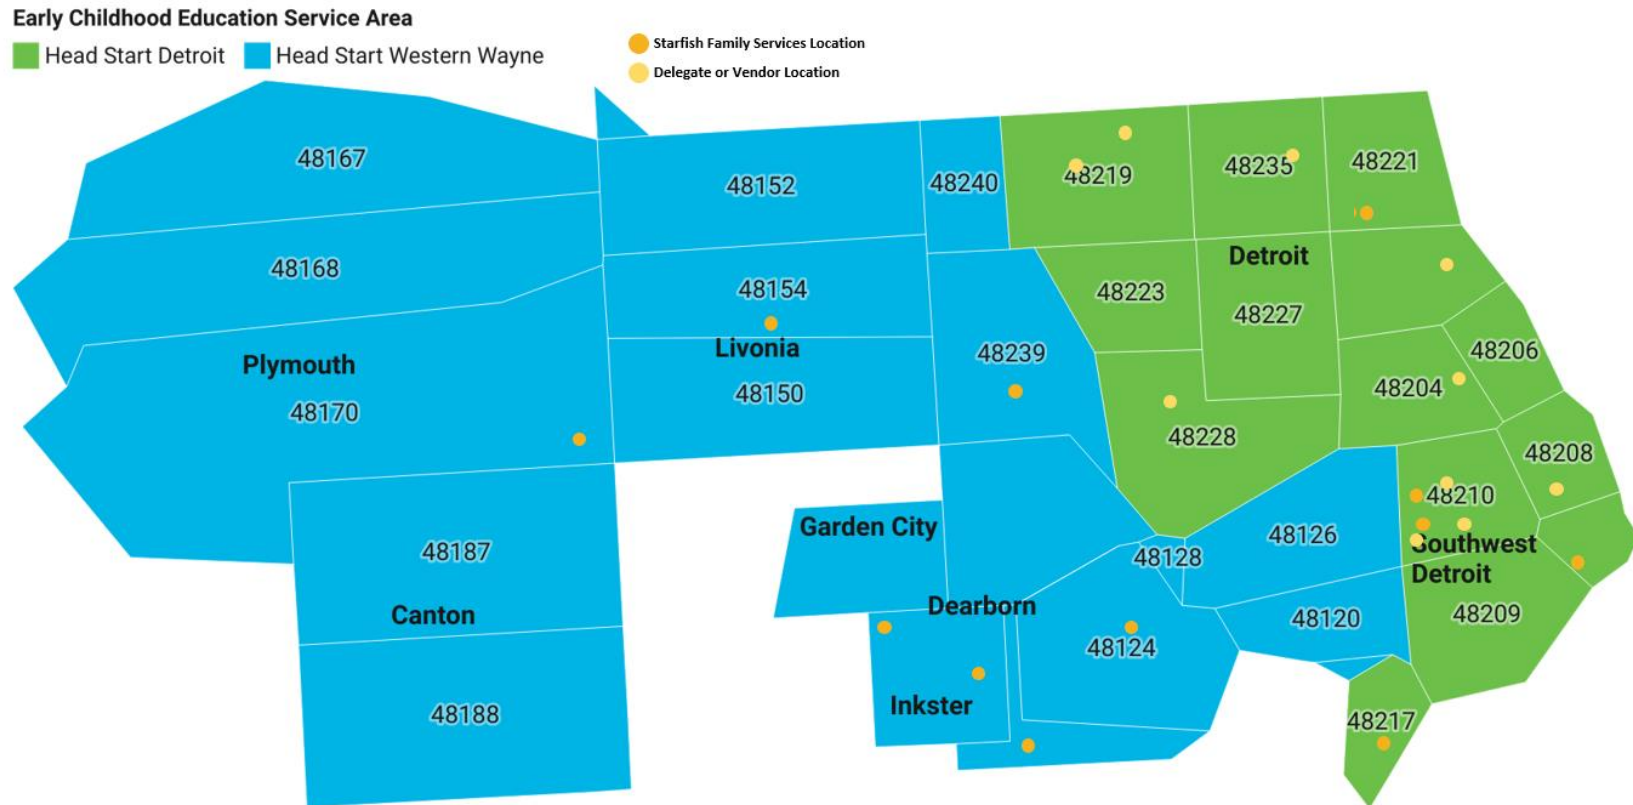 Early Childhood Education Service Area
Head Start Detroit
Head Start Western Wayne
Starfish Family Services Location
Delegate or Vendor Location
48167
48168
Plymouth
48170
48187
Canton
48188
48152
48154
Livonia
48150
48240
48239
Garden City
Dearborn
Inkster
48128
48124
48126
48120
48219
48235
48221
Detroit
48223
48227
48206
48204
48228
48208
48210
Southwest
Detroit
48209
48217